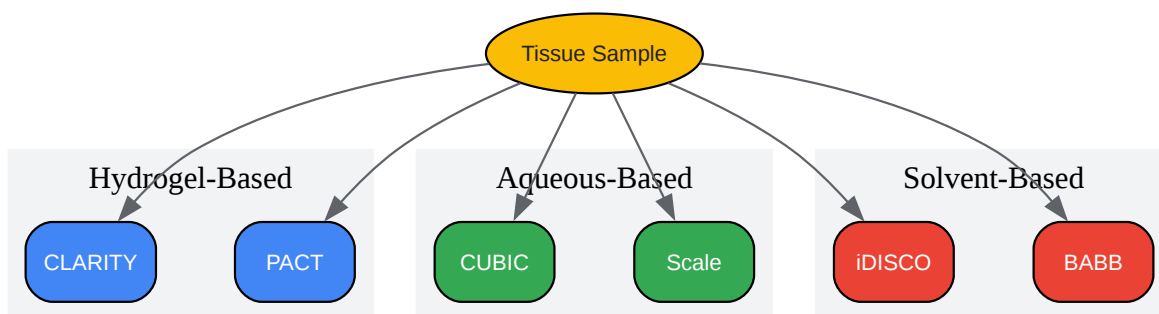 Tissue Sample
Hydrogel-Based
Aqueous-Based
Solvent-Based
CLARITY
PACT
CUBIC
Scale
iDISCO
BABB